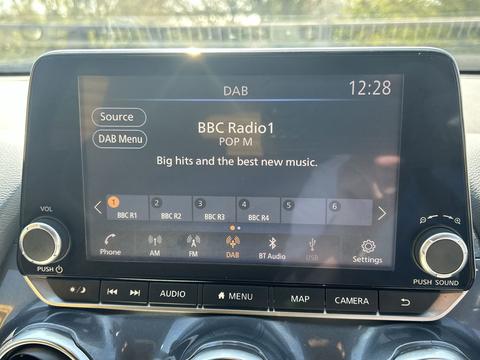 DAB
12:28
Source
DAB Menu
BBC Radio1
POP M
Big hits and the best new music.
1 2 3 4 5 6
BBC R1 BBC R2 BBC R3 BBC R4
Phone AM FM DAB BT Audio USB Settings
VOL
PUSH
PUSH SOUND
AUDIO MENU MAP CAMERA